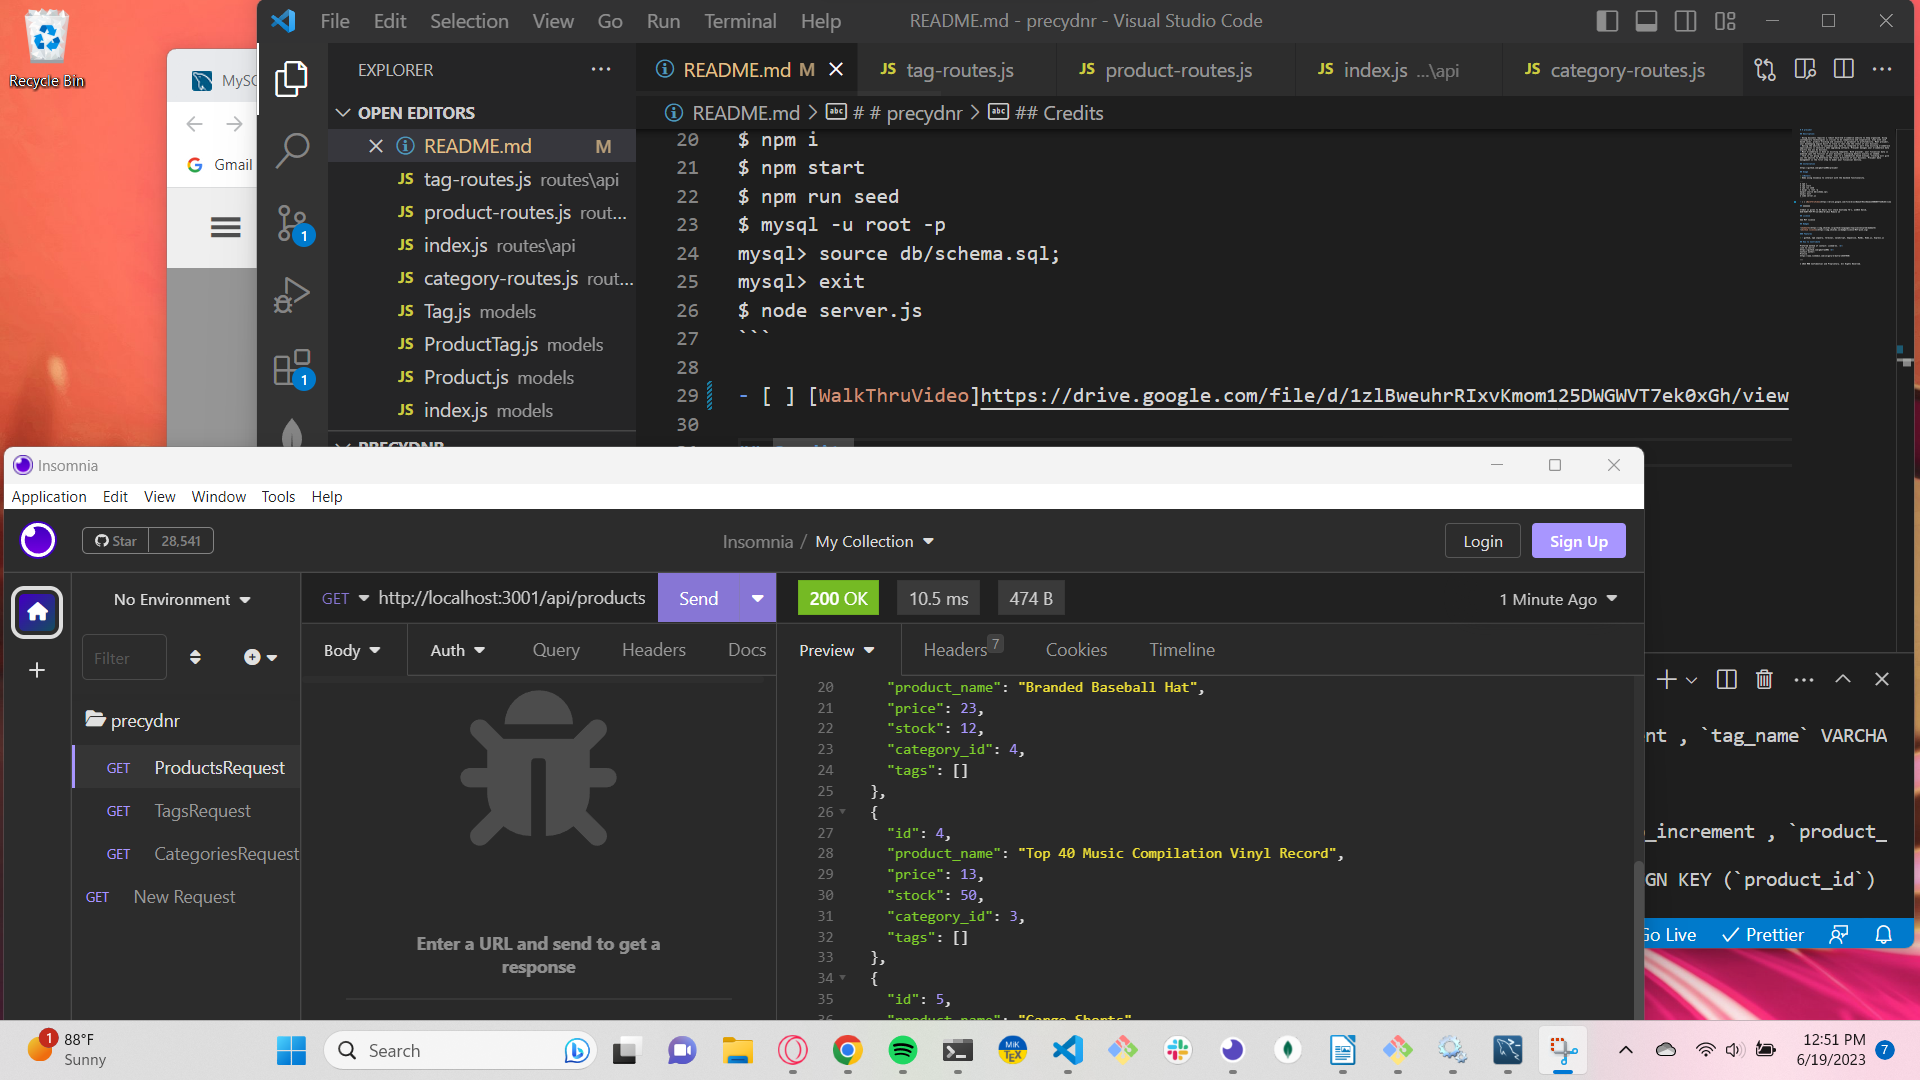 Recycle Bin
Gmail
File Edit Selection View Go Run Terminal Help
README.md - precydnr - Visual Studio Code
EXPLORER
OPEN EDITORS
README.md M
tag-routes.js routes\api
product-routes.js rout...
index.js routes\api
category-routes.js rout...
Tag.js models
ProductTag.js models
Product.js models
index.js models
PRECYDNR
1
1
README.md M
JS tag-routes.js
JS product-routes.js
JS index.js ...\api
JS category-routes.js
README.md > # # precydnr > ## Credits
20 $ npm i
21 $ npm start
22 $ npm run seed
23 $ mysql -u root -p
24 mysql> source db/schema.sql;
25 mysql> exit
26 $ node server.js
27 ```
28
29 - [ ] [WalkThruVideo]https://drive.google.com/file/d/1zlBweuhrRIxvKmom125DWGWVT7ek0xGh/view
30
Insomnia
Application Edit View Window Tools Help
Star 28,541
Insomnia / My Collection
Login
Sign Up
No Environment
Filter
precydnr
GET ProductsRequest
GET TagsRequest
GET CategoriesRequest
GET New Request
GET http://localhost:3001/api/products Send
Body Auth Query Headers Docs
Enter a URL and send to get a
response
200 OK 10.5 ms 474 B 1 Minute Ago
Preview Headers 7 Cookies Timeline
20 "product_name": "Branded Baseball Hat",
21 "price": 23,
22 "stock": 12,
23 "category_id": 4,
24 "tags": []
25 },
26 {
27 "id": 4,
28 "product_name": "Top 40 Music Compilation Vinyl Record",
29 "price": 13,
30 "stock": 50,
31 "category_id": 3,
32 "tags": []
33 },
34 {
35 "id": 5,
36 "product_name": "Cargo Shorts"
nt , `tag_name` VARCHA
_increment , `product_
GN KEY (`product_id`)
Go Live Prettier
1
88°F
Sunny
Search
MiK
TEX
12:51 PM
6/19/2023
7